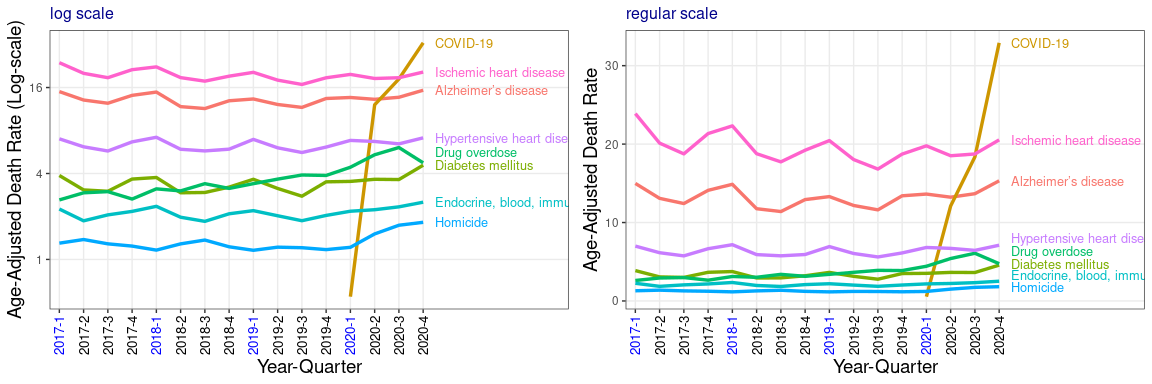 log scale
Age-Adjusted Death Rate (Log-scale)
16
4
1
COVID-19
Ischemic heart disease
Alzheimer's disease
Hypertensive heart dise
Drug overdose
Diabetes mellitus
Endocrine, blood, immu
Homicide
2017-1
2017-2
2017-3
2017-4
2018-1
2018-2
2018-3
2018-4
2019-1
2019-2
2019-3
2019-4
2020-1
2020-2
2020-3
2020-4
Year-Quarter
regular scale
Age-Adjusted Death Rate
30
20
10
0
COVID-19
Ischemic heart disease
Alzheimer's disease
Hypertensive heart dise
Drug overdose
Diabetes mellitus
Endocrine, blood, immu
Homicide
2017-1
2017-2
2017-3
2017-4
2018-1
2018-2
2018-3
2018-4
2019-1
2019-2
2019-3
2019-4
2020-1
2020-2
2020-3
2020-4
Year-Quarter